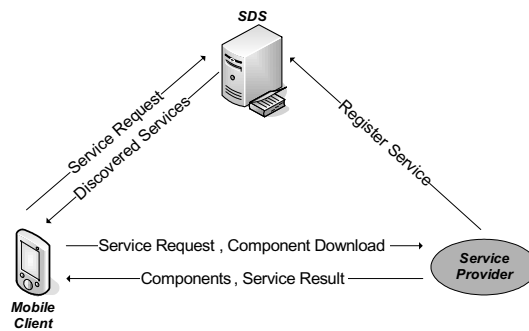 SDS
Service Request
Discovered Services
Register Service
Service Request , Component Download
Components , Service Result
Mobile
Client
Service
Provider